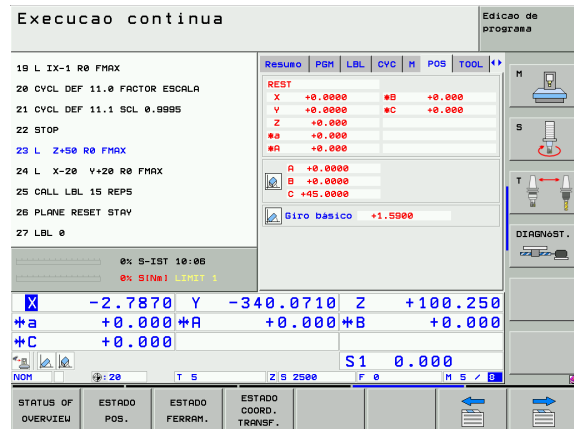 Execucao continua
Edicao de
programa
19 L IX-1 R0 FMAX
20 CYCL DEF 11.0 FACTOR ESCALA
21 CYCL DEF 11.1 SCL 0.9995
22 STOP
23 L Z+50 R0 FMAX
24 L X-20 Y+20 R0 FMAX
25 CALL LBL 15 REP5
26 PLANE RESET STAY
27 LBL 0
0% S-IST 10:06
0% S[Nm] LIMIT 1
Resumo PGM LBL CYC M POS TOOL
REST
X +0.0000 *B +0.000
Y +0.0000 *C +0.000
Z +0.000
*a +0.000
*A +0.000
A +0.0000
B +0.0000
C +45.0000
Giro básico +1.5900
M
S
T
DIAGNóST.
X -2.7870 Y -340.0710 Z +100.250
*a +0.000 *A +0.000 *B +0.000
*C +0.000
S1 0.000
NOM : 20 T 5 Z S 2500 F 0 M 5 / 8
STATUS OF
OVERVIEW
ESTADO
POS.
ESTADO
FERRAM.
ESTADO
COORD.
TRANSF.